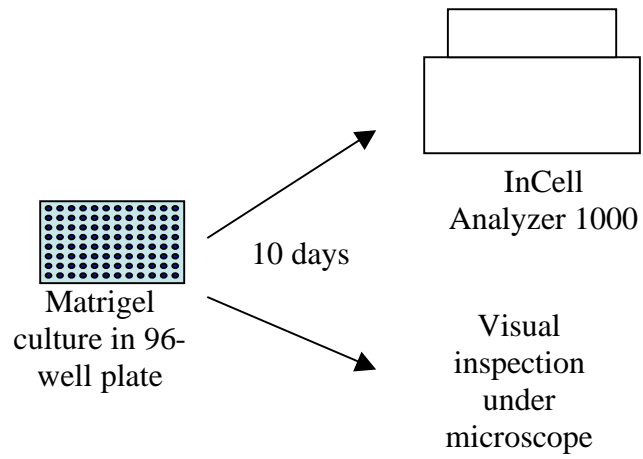 InCell
Analyzer 1000
10 days
Matrigel
culture in 96-
well plate
Visual
inspection
under
microscope